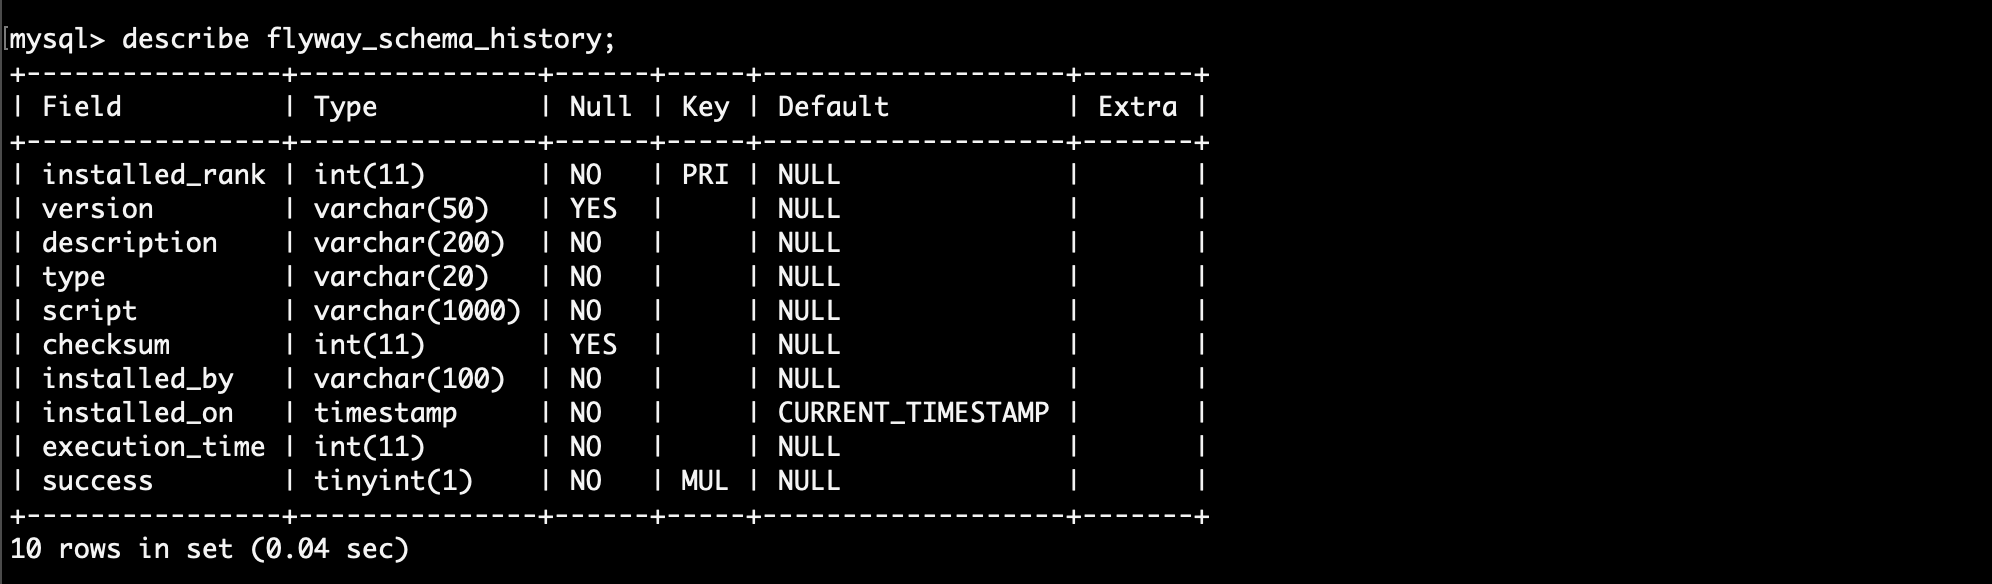 [mysql> describe flyway_schema_history;
+----------------+---------------+------+-----+-------------------+-------+
| Field          | Type          | Null | Key | Default           | Extra |
+----------------+---------------+------+-----+-------------------+-------+
| installed_rank | int(11)       | NO   | PRI | NULL              |       |
| version        | varchar(50)   | YES  |     | NULL              |       |
| description    | varchar(200)  | NO   |     | NULL              |       |
| type           | varchar(20)   | NO   |     | NULL              |       |
| script         | varchar(1000) | NO   |     | NULL              |       |
| checksum       | int(11)       | YES  |     | NULL              |       |
| installed_by   | varchar(100)  | NO   |     | NULL              |       |
| installed_on   | timestamp     | NO   |     | CURRENT_TIMESTAMP |       |
| execution_time | int(11)       | NO   |     | NULL              |       |
| success        | tinyint(1)    | NO   | MUL | NULL              |       |
+----------------+---------------+------+-----+-------------------+-------+
10 rows in set (0.04 sec)